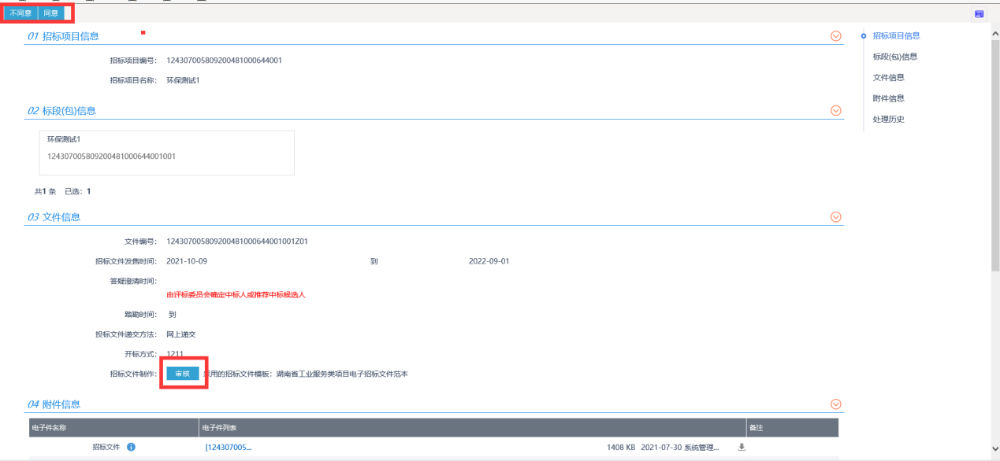 不同意 同意
01 招标项目信息
招标项目信息
招标项目编号： 124307005809200481000644001
标段(包)信息
招标项目名称： 环保测试1
文件信息
附件信息
02 标段(包)信息
处理历史
环保测试1
124307005809200481000644001001
共1 条 已选：1
03 文件信息
文件编号： 124307005809200481000644001001Z01
招标文件发售时间： 2021-10-09 到 2022-09-01
答疑澄清时间：
由评标委员会确定中标人或推荐中标候选人
踏勘时间： 到
投标文件递交方法： 网上递交
开标方式： 1211
招标文件制作： 审核 采用的招标文件模板：湖南省工业服务类项目电子招标文件范本
04 附件信息
电子件名称 电子件列表 备注
招标文件 [124307005... 1408 KB 2021-07-30 系统管理...